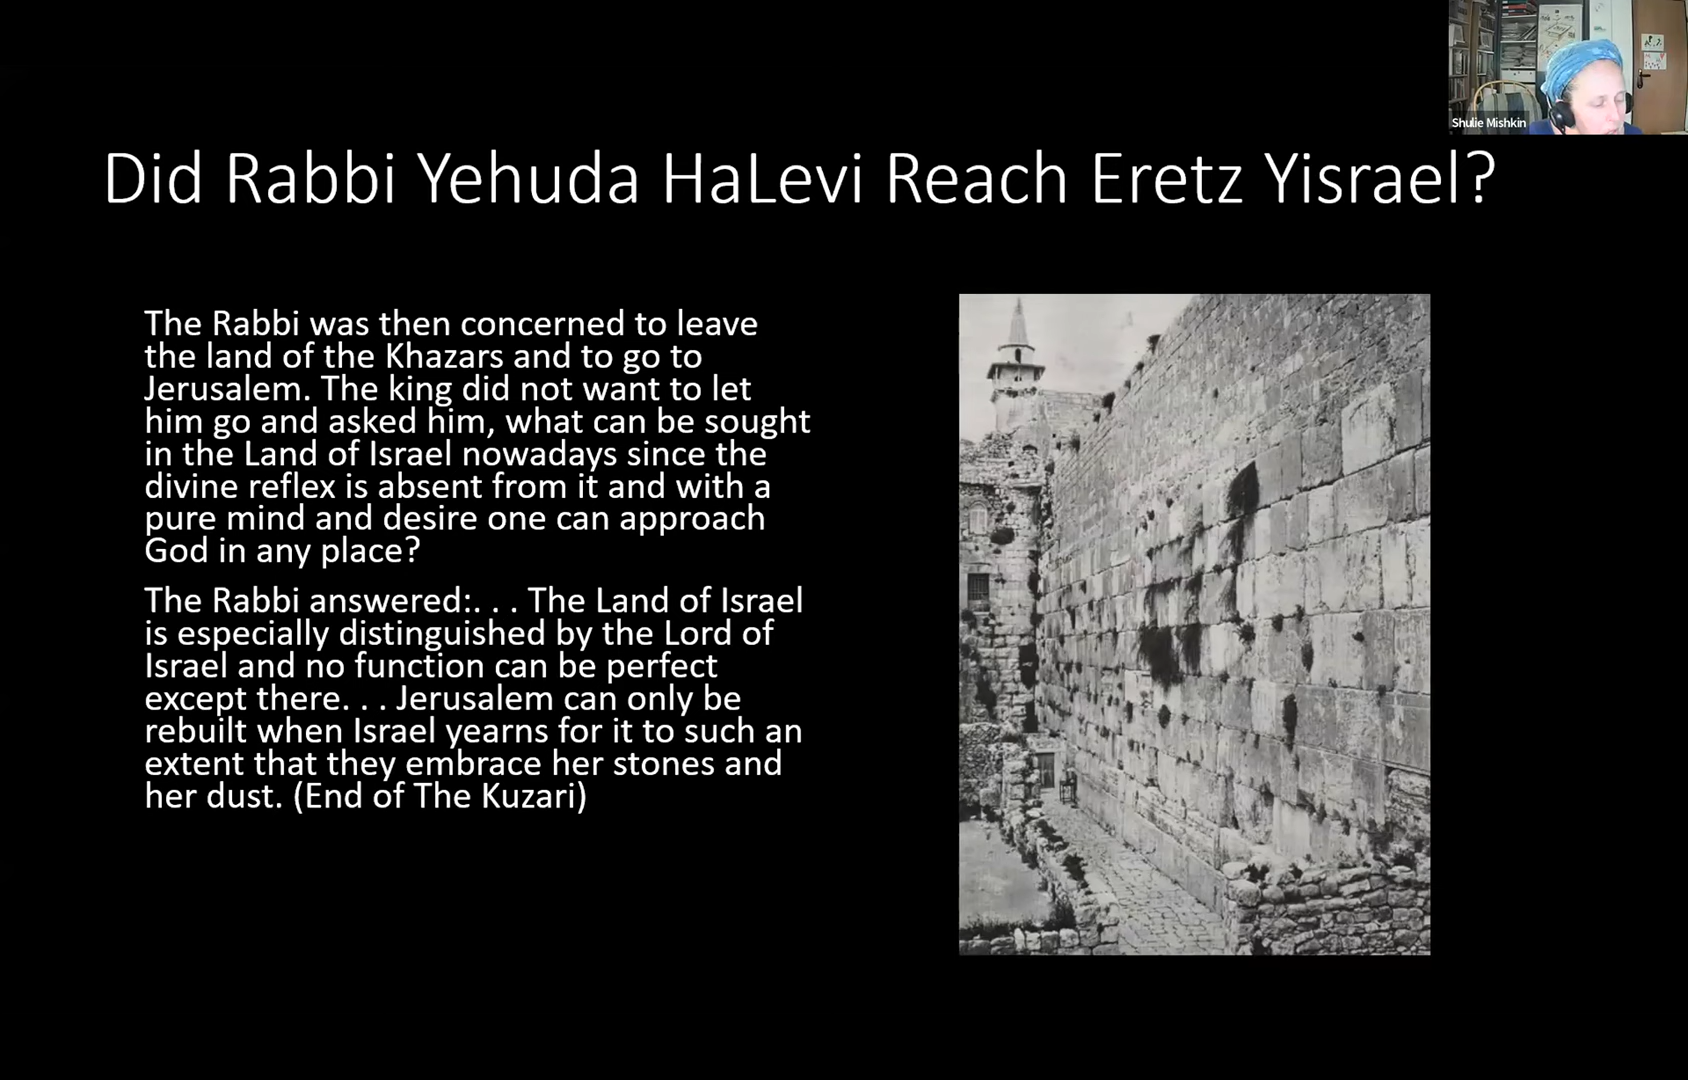 Shulie Mishkin
Did Rabbi Yehuda HaLevi Reach Eretz Yisrael?
The Rabbi was then concerned to leave
the land of the Khazars and to go to
Jerusalem. The king did not want to let
him go and asked him, what can be sought
in the Land of Israel nowadays since the
divine reflex is absent from it and with a
pure mind and desire one can approach
God in any place?
The Rabbi answered:. . . The Land of Israel
is especially distinguished by the Lord of
Israel and no function can be perfect
except there. . . Jerusalem can only be
rebuilt when Israel yearns for it to such an
extent that they embrace her stones and
her dust. (End of The Kuzari)